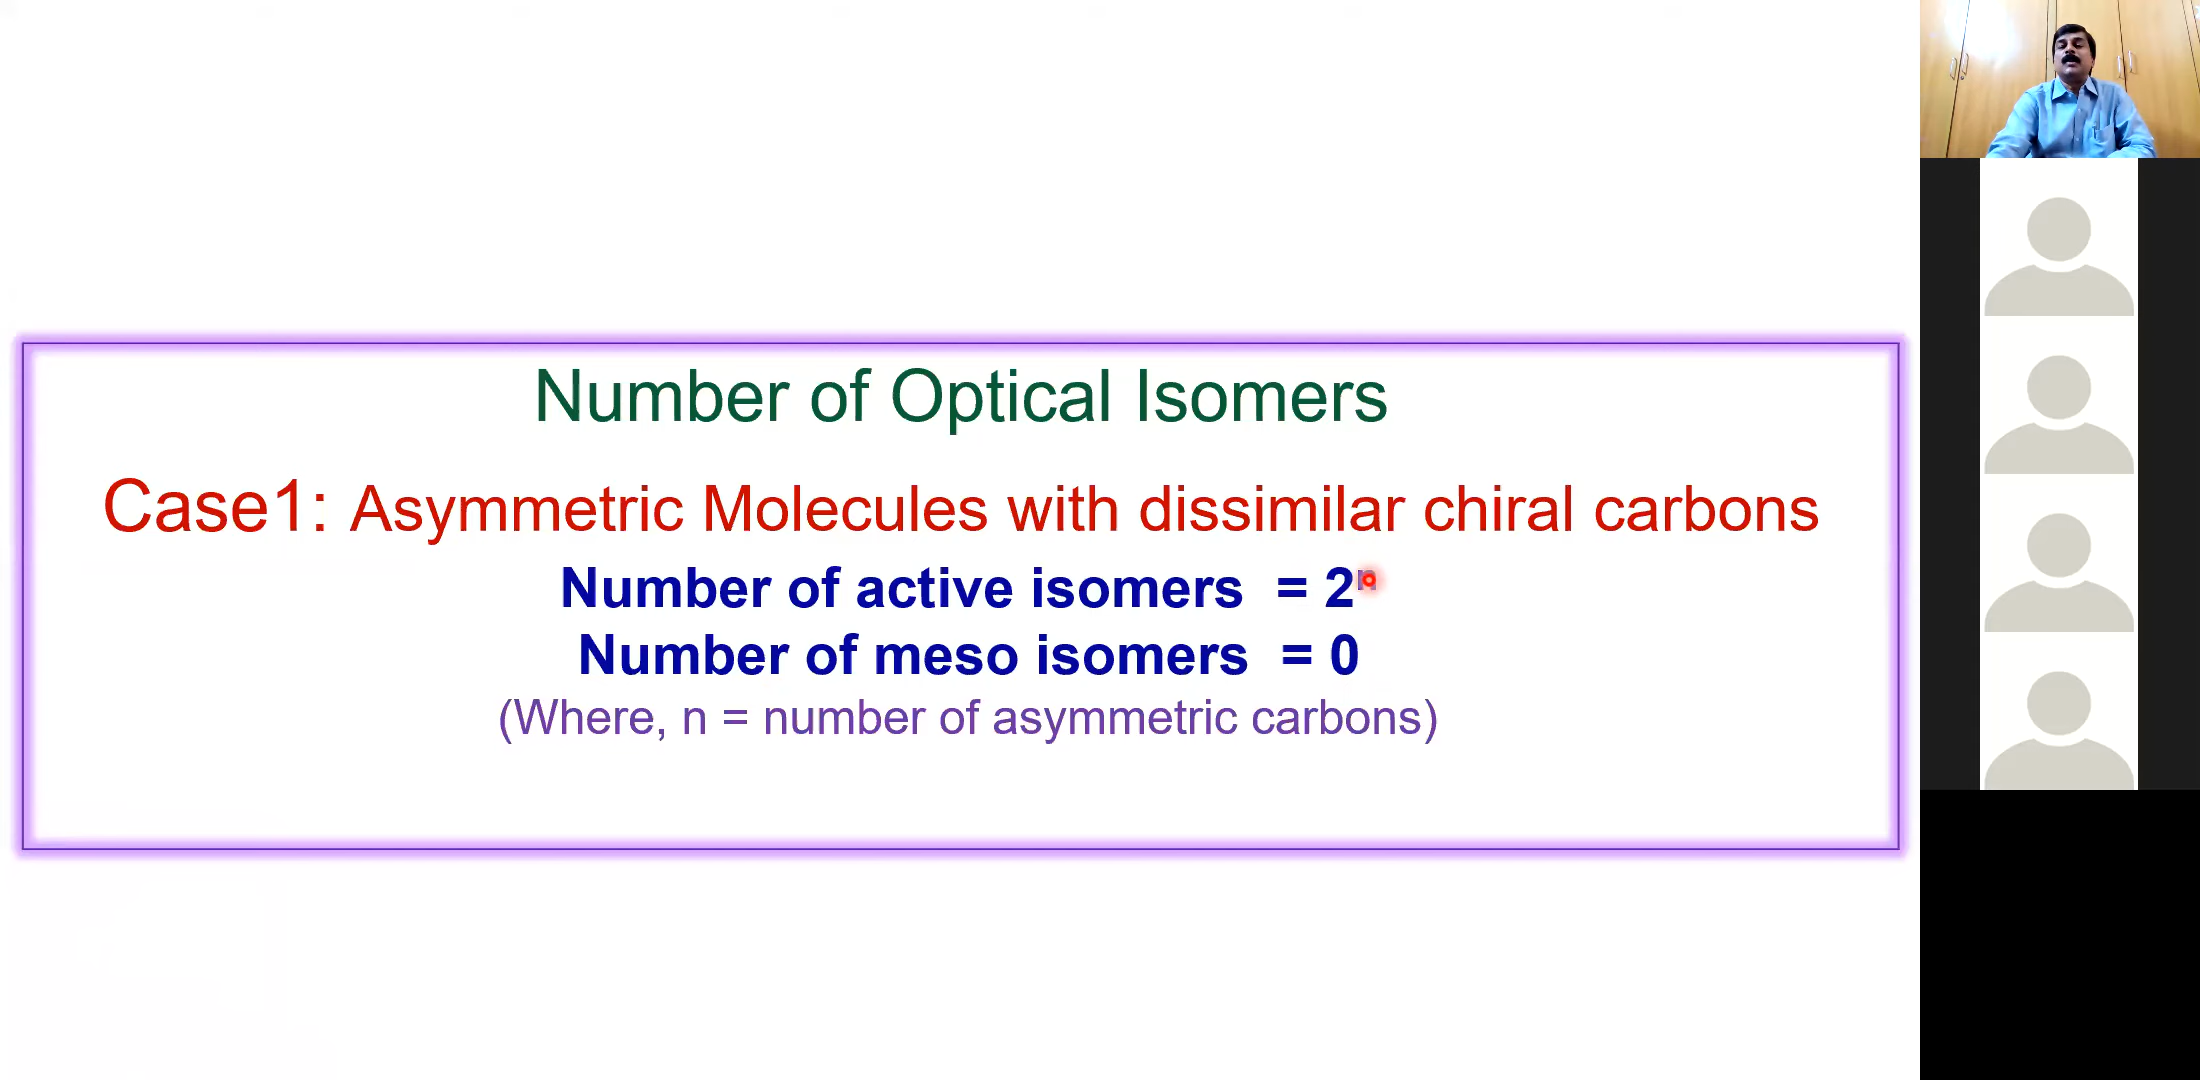 Number of Optical Isomers
Case1: Asymmetric Molecules with dissimilar chiral carbons
Number of active isomers = 2ⁿ
Number of meso isomers = 0
(Where, n = number of asymmetric carbons)